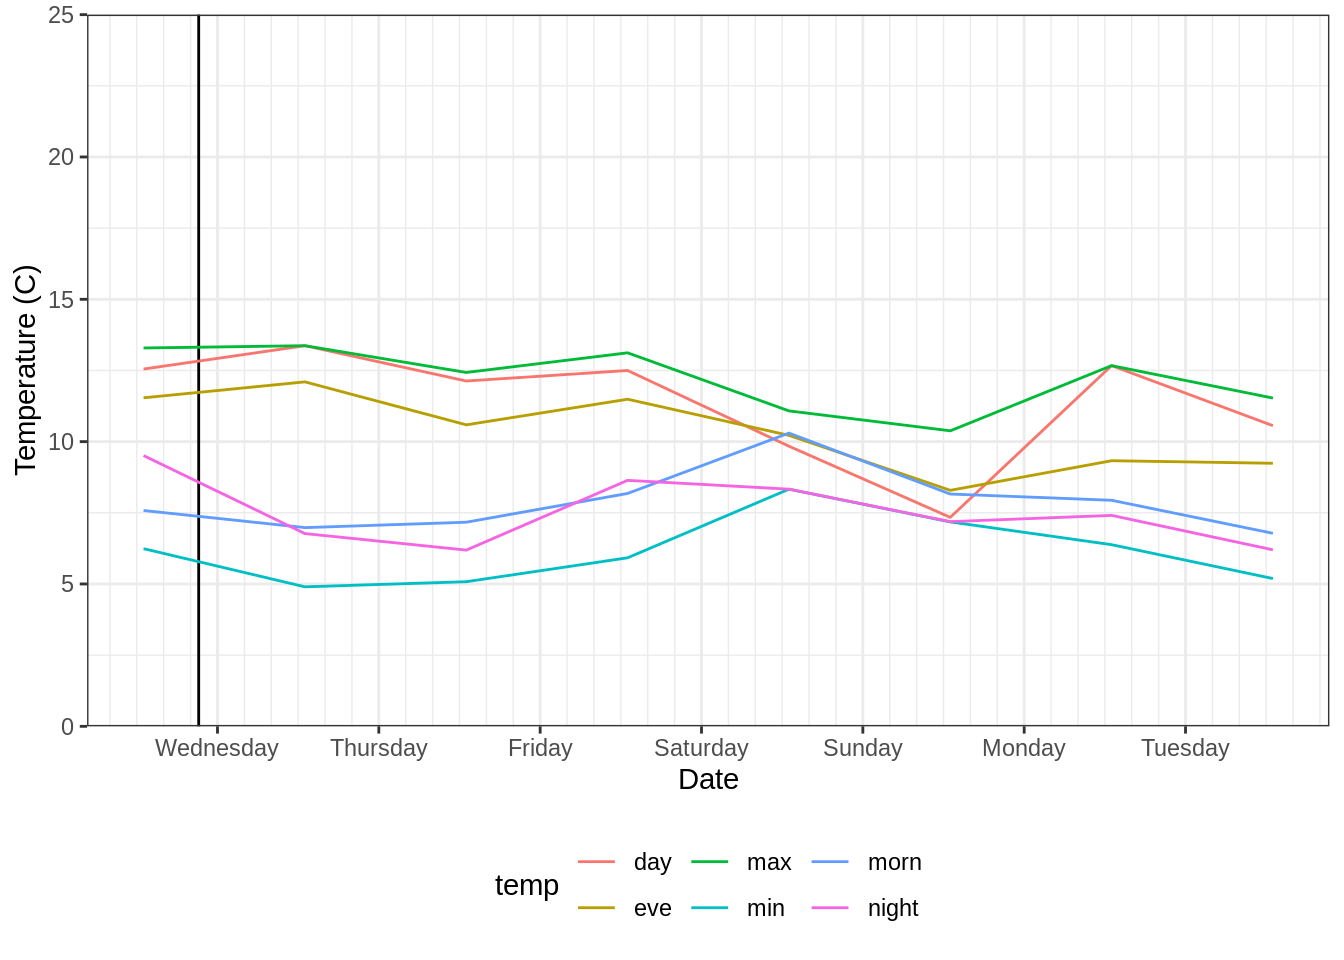 25
20
15
10
5
0
Temperature (C)
Wednesday Thursday Friday Saturday Sunday Monday Tuesday
Date
temp
day max morn
eve min night